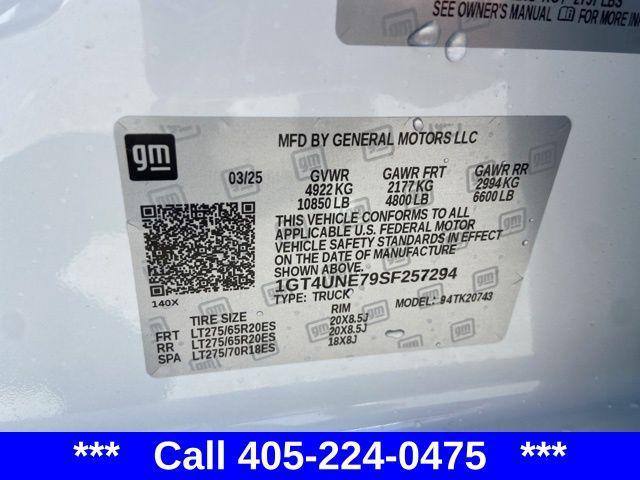 SEE OWNER'S MANUAL FOR MORE IN
gm
MFD BY GENERAL MOTORS LLC
03/25 GVWR GAWR FRT GAWR RR
4922 KG 2177 KG 2994 KG
10850 LB 4800 LB 6600 LB
THIS VEHICLE CONFORMS TO ALL
APPLICABLE U.S. FEDERAL MOTOR
VEHICLE SAFETY STANDARDS IN EFFECT
ON THE DATE OF MANUFACTURE
SHOWN ABOVE.
1GT4UNE79SF257294
140X TYPE: TRUCK MODEL: 94TK20743
TIRE SIZE RIM
FRT LT275/65R20ES 20X8.5J
RR LT275/65R20ES 20X8.5J
SPA LT275/70R18ES 18X8J
*** Call 405-224-0475 ***